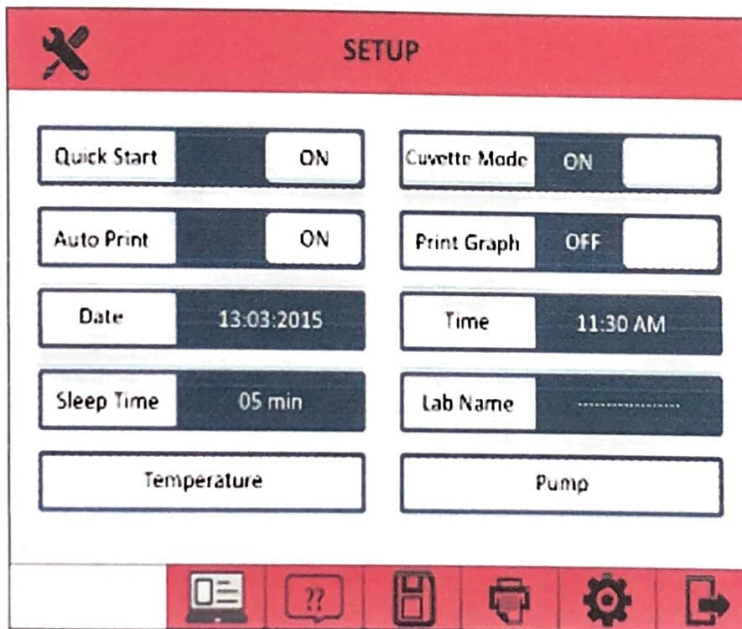 SETUP
Quick Start ON
Cuvette Mode ON
Auto Print ON
Print Graph OFF
Date 13:03:2015
Time 11:30 AM
Sleep Time 05 min
Lab Name ------------------
Temperature
Pump
??